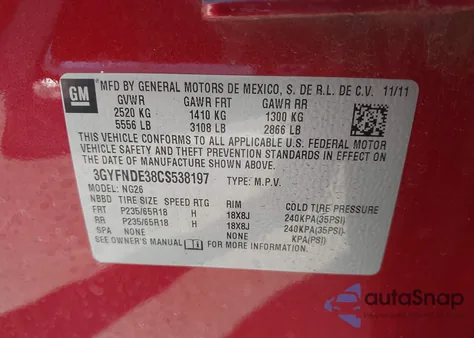 GM
MFD BY GENERAL MOTORS DE MEXICO, S. DE R.L. DE C.V. 11/11
GVWR GAWR FRT GAWR RR
2520 KG 1410 KG 1300 KG
5556 LB 3108 LB 2866 LB
THIS VEHICLE CONFORMS TO ALL APPLICABLE U.S. FEDERAL MOTOR
VEHICLE SAFETY AND THEFT PREVENTION STANDARDS IN EFFECT
ON THE DATE OF MANUFACTURE SHOWN ABOVE.
3GYFNDE38CS538197 TYPE: M.P.V.
MODEL: NG26
NBBD TIRE SIZE SPEED RTG RIM COLD TIRE PRESSURE
FRT P235/65R18 H 18X8J 240KPA(35PSI)
RR P235/65R18 H 18X8J 240KPA(35PSI)
SPA NONE NONE KPA(PSI)
SEE OWNER'S MANUAL FOR MORE INFORMATION.
autoSnap